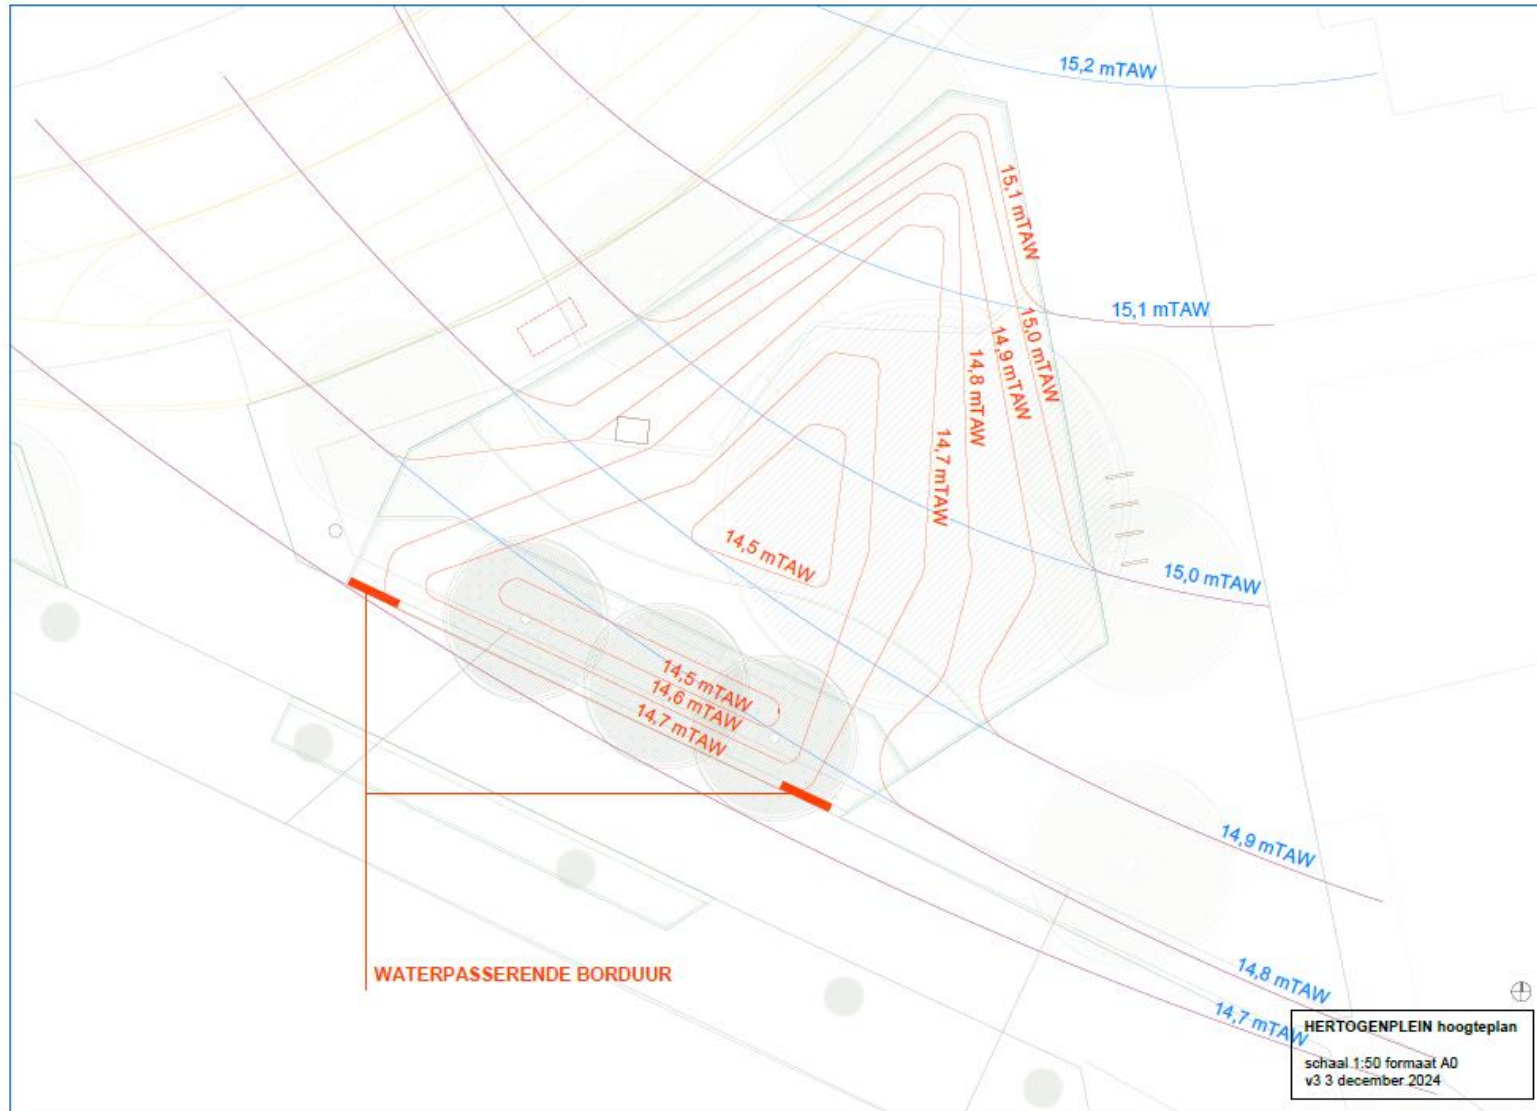 15,2 mTAW
15,1 mTAW
15,1 mTAW
15,0 mTAW
14,9 mTAW
14,8 mTAW
14,7 mTAW
14,5 mTAW
15,0 mTAW
14,5 mTAW
14,6 mTAW
14,7 mTAW
14,9 mTAW
WATERPASSERENDE BORDUUR
14,8 mTAW
14,7 mTAW
HERTOGENPLEIN hoogteplan
schaal 1:50 formaat A0
v3 3 december 2024